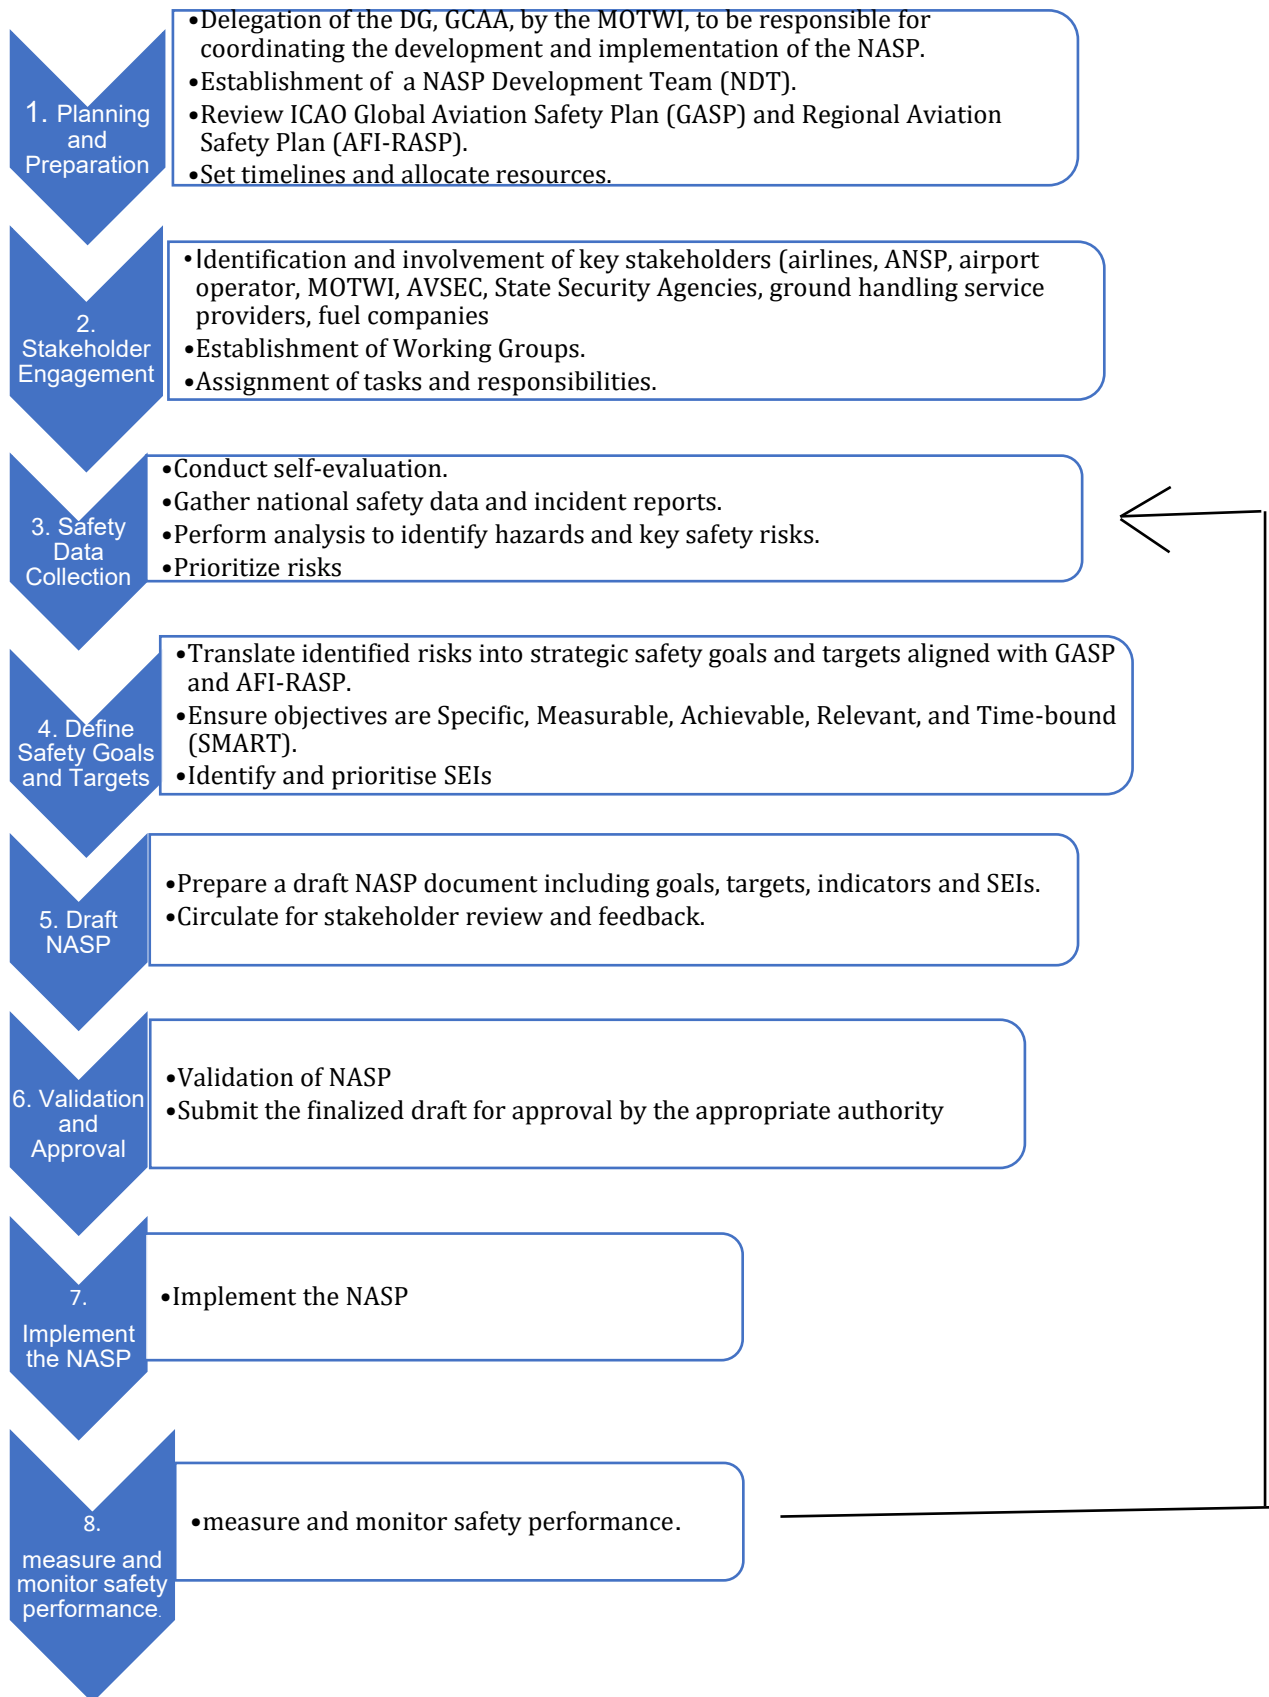 1. Planning
and
Preparation
•Delegation of the DG, GCAA, by the MOTWI, to be responsible for
coordinating the development and implementation of the NASP.
•Establishment of a NASP Development Team (NDT).
•Review ICAO Global Aviation Safety Plan (GASP) and Regional Aviation
Safety Plan (AFI-RASP).
•Set timelines and allocate resources.
2.
Stakeholder
Engagement
•Identification and involvement of key stakeholders (airlines, ANSP, airport
operator, MOTWI, AVSEC, State Security Agencies, ground handling service
providers, fuel companies
•Establishment of Working Groups.
•Assignment of tasks and responsibilities.
3. Safety
Data
Collection
•Conduct self-evaluation.
•Gather national safety data and incident reports.
•Perform analysis to identify hazards and key safety risks.
•Prioritize risks
4. Define
Safety Goals
and Targets
•Translate identified risks into strategic safety goals and targets aligned with GASP
and AFI-RASP.
•Ensure objectives are Specific, Measurable, Achievable, Relevant, and Time-bound
(SMART).
•Identify and prioritise SEIs
5. Draft
NASP
•Prepare a draft NASP document including goals, targets, indicators and SEIs.
•Circulate for stakeholder review and feedback.
6. Validation
and
Approval
•Validation of NASP
•Submit the finalized draft for approval by the appropriate authority
7.
Implement
the NASP
•Implement the NASP
8.
measure and
monitor safety
performance.
•measure and monitor safety performance.